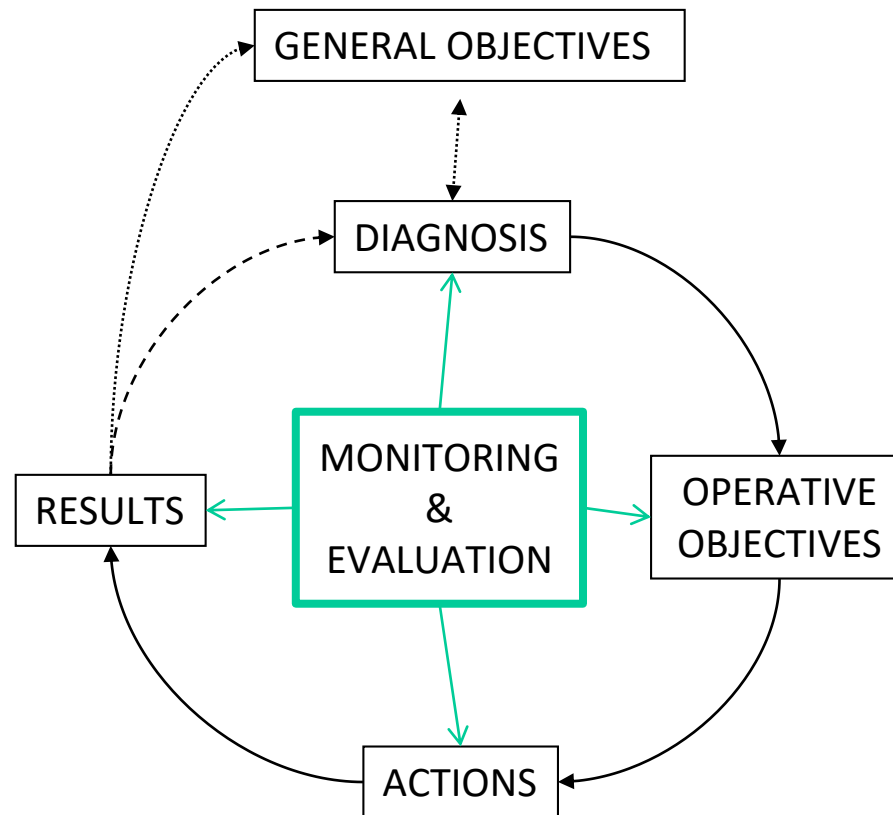 GENERAL OBJECTIVES
DIAGNOSIS
MONITORING
&
EVALUATION
RESULTS
OPERATIVE
OBJECTIVES
ACTIONS